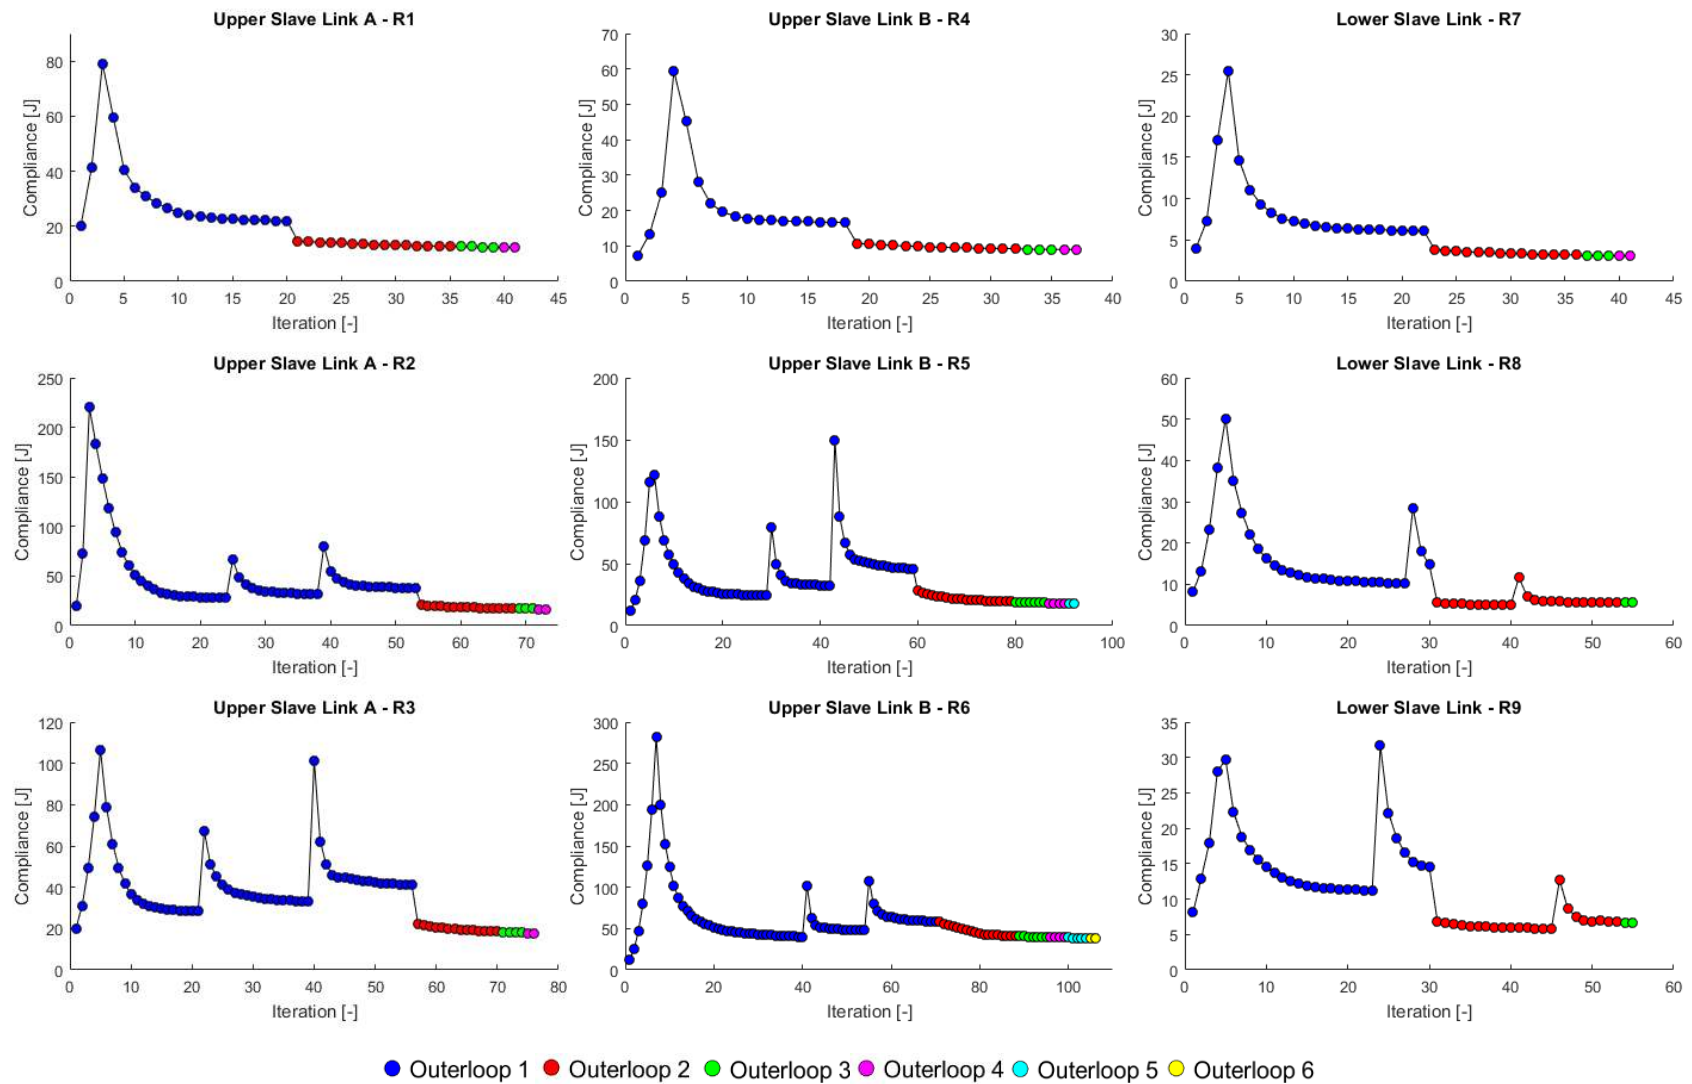 Upper Slave Link A - R1
Compliance [J]
80
60
40
20
0
0 5 10 15 20 25 30 35 40 45
Iteration [-]
Upper Slave Link B - R4
Compliance [J]
70
60
50
40
30
20
10
0
0 5 10 15 20 25 30 35 40
Iteration [-]
Lower Slave Link - R7
Compliance [J]
30
25
20
15
10
5
0
0 5 10 15 20 25 30 35 40 45
Iteration [-]
Upper Slave Link A - R2
Compliance [J]
250
200
150
100
50
0
0 10 20 30 40 50 60 70
Iteration [-]
Upper Slave Link B - R5
Compliance [J]
200
150
100
50
0
0 20 40 60 80 100
Iteration [-]
Lower Slave Link - R8
Compliance [J]
60
50
40
30
20
10
0
0 10 20 30 40 50 60
Iteration [-]
Upper Slave Link A - R3
Compliance [J]
120
100
80
60
40
20
0
0 10 20 30 40 50 60 70 80
Iteration [-]
Upper Slave Link B - R6
Compliance [J]
300
250
200
150
100
50
0
0 20 40 60 80 100
Iteration [-]
Lower Slave Link - R9
Compliance [J]
35
30
25
20
15
10
5
0
0 10 20 30 40 50 60
Iteration [-]
Outerloop 1 Outerloop 2 Outerloop 3 Outerloop 4 Outerloop 5 Outerloop 6